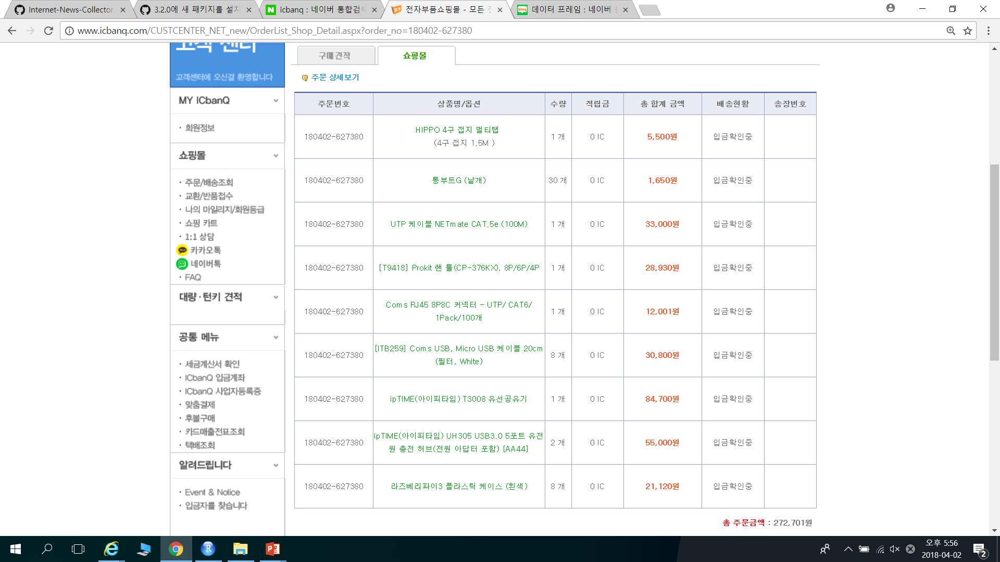 Internet-News-Collector
3.2.0에 새 패키지를 설치
icbanq : 네이버 통합검색
전자부품쇼핑몰 - 모든
데이터 프레임 : 네이버
www.icbanq.com/CUSTCENTER_NET_new/OrderList_Shop_Detail.aspx?order_no=180402-627380
고객 센터
고객센터에 오신걸 환영합니다
MY ICbanQ
· 회원정보
쇼핑몰
· 주문/배송조회
· 교환/반품접수
· 나의 마일리지/회원등급
· 쇼핑 카트
· 1:1 상담
카카오톡
네이버톡
· FAQ
대량·턴키 견적
공통 메뉴
· 세금계산서 확인
· ICbanQ 입금계좌
· ICbanQ 사업자등록증
· 맞춤결제
· 후불구매
· 카드매출전표조회
· 택배조회
알려드립니다
· Event & Notice
· 입금자를 찾습니다
구매견적 쇼핑몰
주문 상세보기
주문번호 상품명/옵션 수량 적립금 총 합계 금액 배송현황 송장번호
180402-627380 HIPPO 4구 접지 멀티탭 1 개 0 IC 5,500원 입금확인중
(4구 접지 1.5M )
180402-627380 통부트G (낱개) 30 개 0 IC 1,650원 입금확인중
180402-627380 UTP 케이블 NETmate CAT.5e (100M) 1 개 0 IC 33,000원 입금확인중
180402-627380 [T9418] Prokit 랜 툴(CP-376KX), 8P/6P/4P 1 개 0 IC 28,930원 입금확인중
180402-627380 Coms RJ45 8P8C 커넥터 - UTP/ CAT6/ 1 개 0 IC 12,001원 입금확인중
1Pack/100개
180402-627380 [ITB259] Coms USB, Micro USB 케이블 20cm 8 개 0 IC 30,800원 입금확인중
(필터, White)
180402-627380 ipTIME(아이피타임) T3008 유선공유기 1 개 0 IC 84,700원 입금확인중
180402-627380 ipTIME(아이피타임) UH305 USB3.0 5포트 유전 2 개 0 IC 55,000원 입금확인중
원 충전 허브(전원 아답터 포함) [AA44]
180402-627380 라즈베리파이3 플라스틱 케이스 (흰색) 8 개 0 IC 21,120원 입금확인중
총 주문금액 : 272,701원
오후 5:56
2018-04-02
2